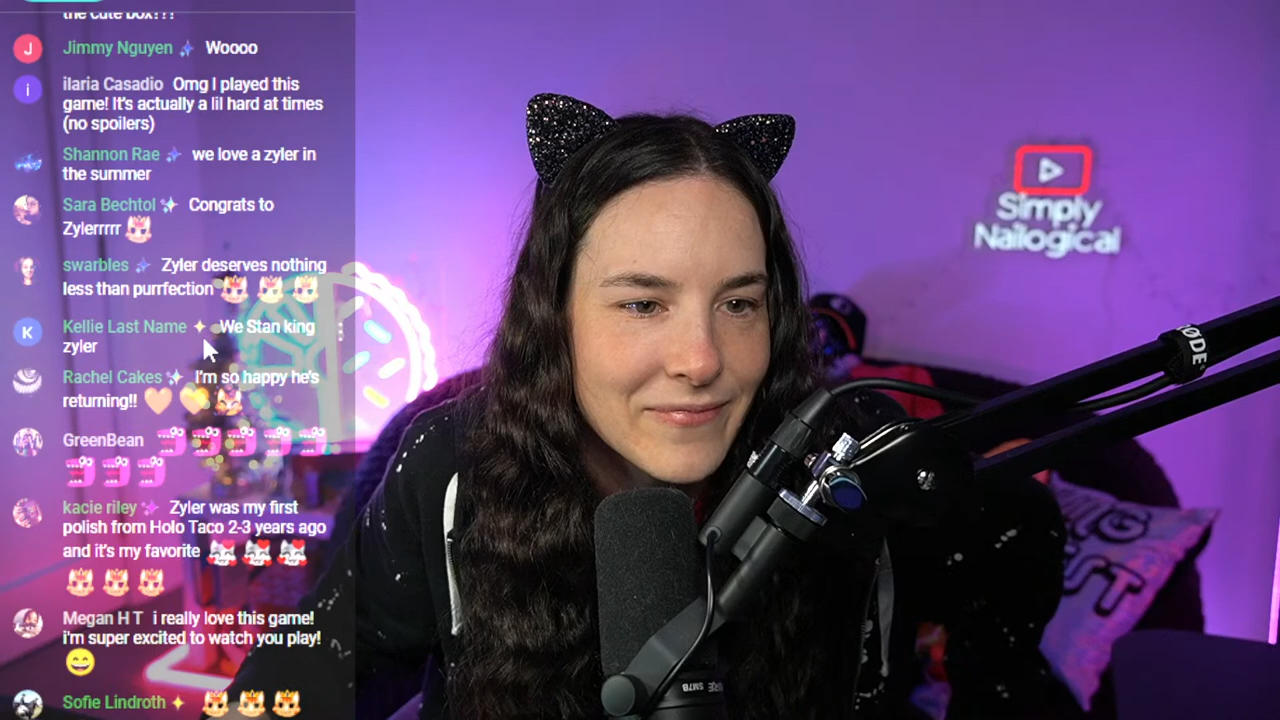 the cute box???
J
Jimmy Nguyen Woooo
i
ilaria Casadio Omg I played this
game! It's actually a lil hard at times
(no spoilers)
Shannon Rae we love a zyler in
the summer
Sara Bechtol Congrats to
Zylerrrrr
swarbles Zyler deserves nothing
less than purrfection
K
Kellie Last Name We Stan king
zyler
Rachel Cakes I'm so happy he's
returning!!
GreenBean
kacie riley Zyler was my first
polish from Holo Taco 2-3 years ago
and it's my favorite
Megan H T i really love this game!
i'm super excited to watch you play!
Sofie Lindroth
Simply
Nailogical
RØDE
SM7B